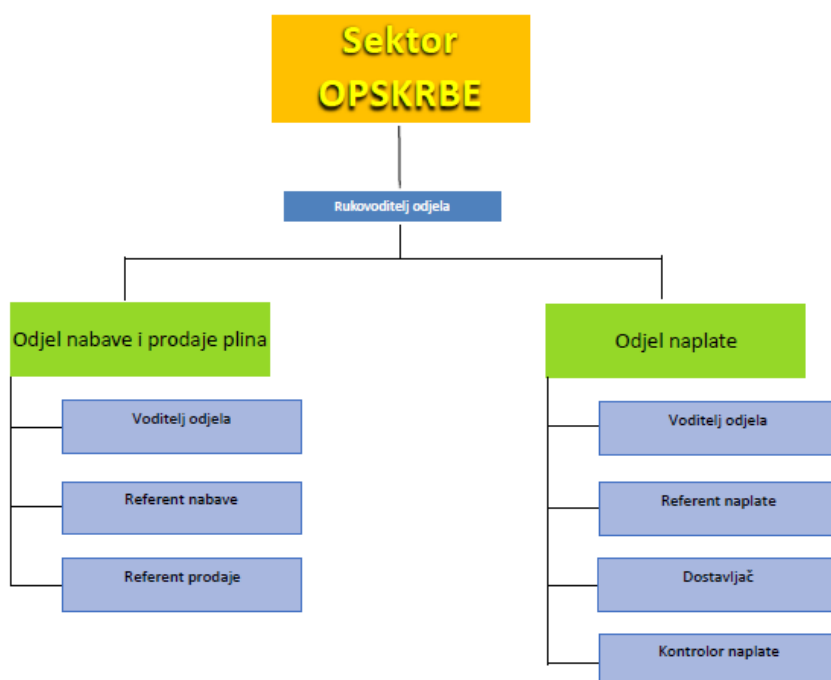 Sektor
OPSKRBE
Rukovoditelj odjela
Odjel nabave i prodaje plina
Voditelj odjela
Referent nabave
Referent prodaje
Odjel naplate
Voditelj odjela
Referent naplate
Dostavljač
Kontrolor naplate